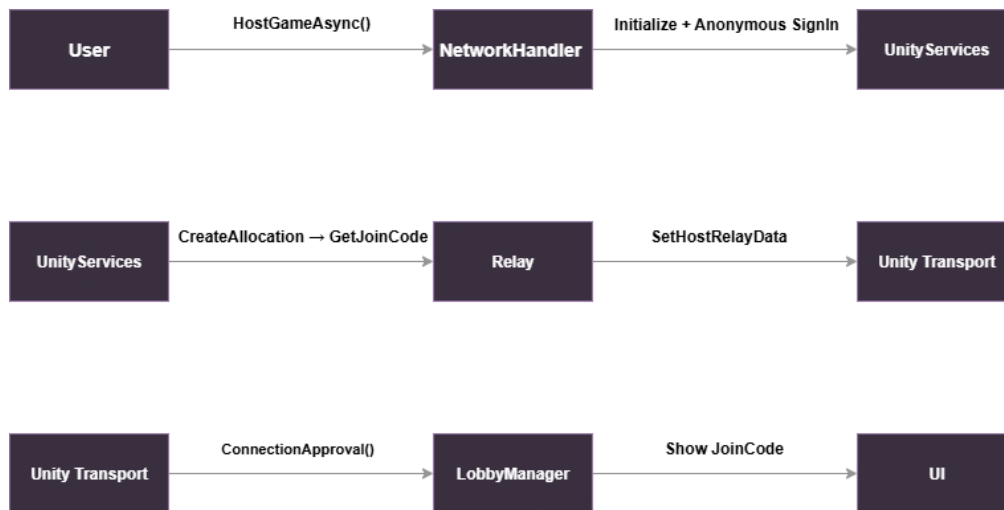 HostGameAsync()
Initialize + Anonymous SignIn
User
NetworkHandler
UnityServices
CreateAllocation → GetJoinCode
SetHostRelayData
UnityServices
Relay
Unity Transport
ConnectionApproval()
Show JoinCode
Unity Transport
LobbyManager
UI